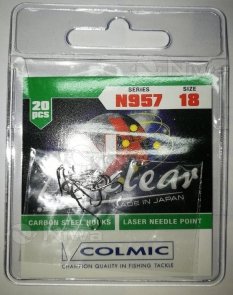 20 PCS
SERIES
N957
SIZE
18
MADE IN JAPAN
CARBON STEEL HOOKS
LASER NEEDLE POINT
COLMIC
CHAMPION QUALITY IN FISHING TACKLE